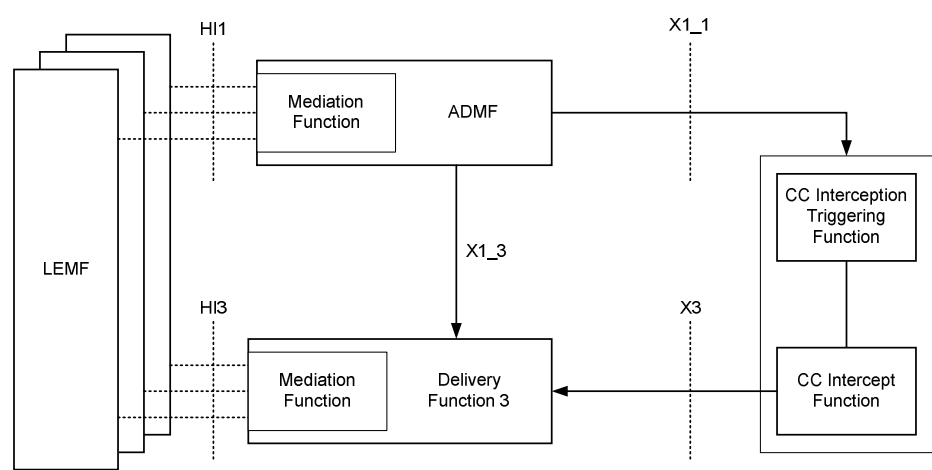 HI1
X1_1
Mediation
Function
ADMF
CC Interception
Triggering
Function
LEMF
X1_3
HI3
X3
Mediation
Function
Delivery
Function 3
CC Intercept
Function